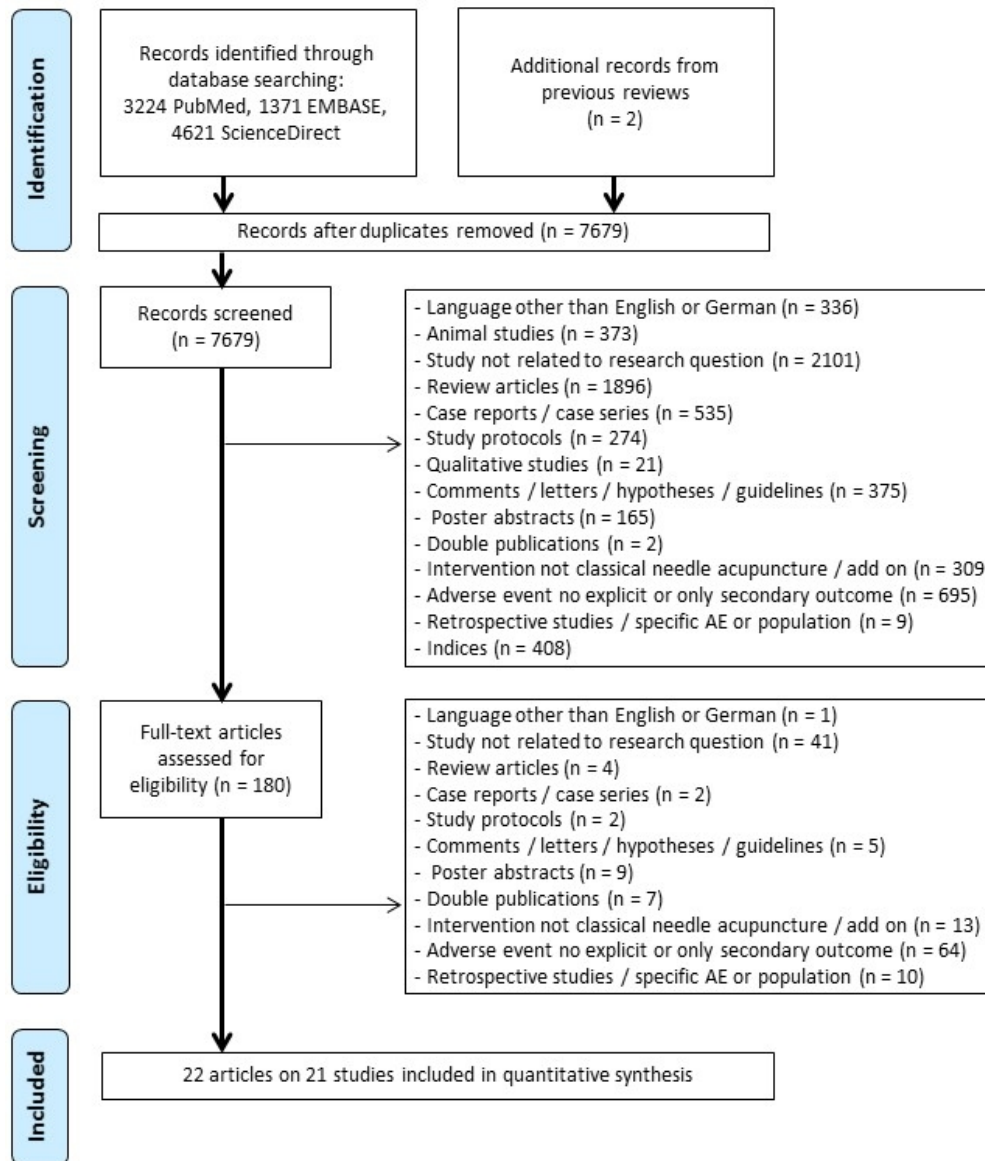 Identification
Records identified through
database searching:
3224 PubMed, 1371 EMBASE,
4621 ScienceDirect
Additional records from
previous reviews
(n = 2)
Records after duplicates removed (n = 7679)
Screening
Records screened
(n = 7679)
- Language other than English or German (n = 336)
- Animal studies (n = 373)
- Study not related to research question (n = 2101)
- Review articles (n = 1896)
- Case reports / case series (n = 535)
- Study protocols (n = 274)
- Qualitative studies (n = 21)
- Comments / letters / hypotheses / guidelines (n = 375)
- Poster abstracts (n = 165)
- Double publications (n = 2)
- Intervention not classical needle acupuncture / add on (n = 309
- Adverse event no explicit or only secondary outcome (n = 695)
- Retrospective studies / specific AE or population (n = 9)
- Indices (n = 408)
Eligibility
Full-text articles
assessed for
eligibility (n = 180)
- Language other than English or German (n = 1)
- Study not related to research question (n = 41)
- Review articles (n = 4)
- Case reports / case series (n = 2)
- Study protocols (n = 2)
- Comments / letters / hypotheses / guidelines (n = 5)
- Poster abstracts (n = 9)
- Double publications (n = 7)
- Intervention not classical needle acupuncture / add on (n = 13)
- Adverse event no explicit or only secondary outcome (n = 64)
- Retrospective studies / specific AE or population (n = 10)
Included
22 articles on 21 studies included in quantitative synthesis